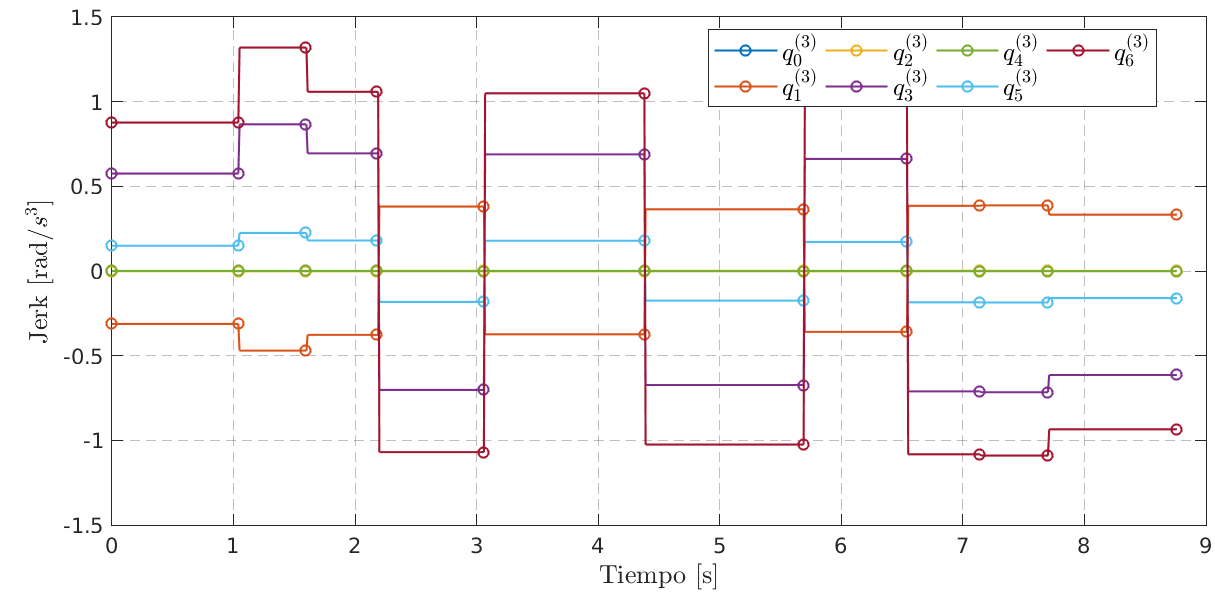 1.5
1
0.5
0
-0.5
-1
-1.5
Jerk [rad/s³]
q₀⁽³⁾ q₂⁽³⁾ q₄⁽³⁾ q₆⁽³⁾
q₁⁽³⁾ q₃⁽³⁾ q₅⁽³⁾
0 1 2 3 4 5 6 7 8 9
Tiempo [s]